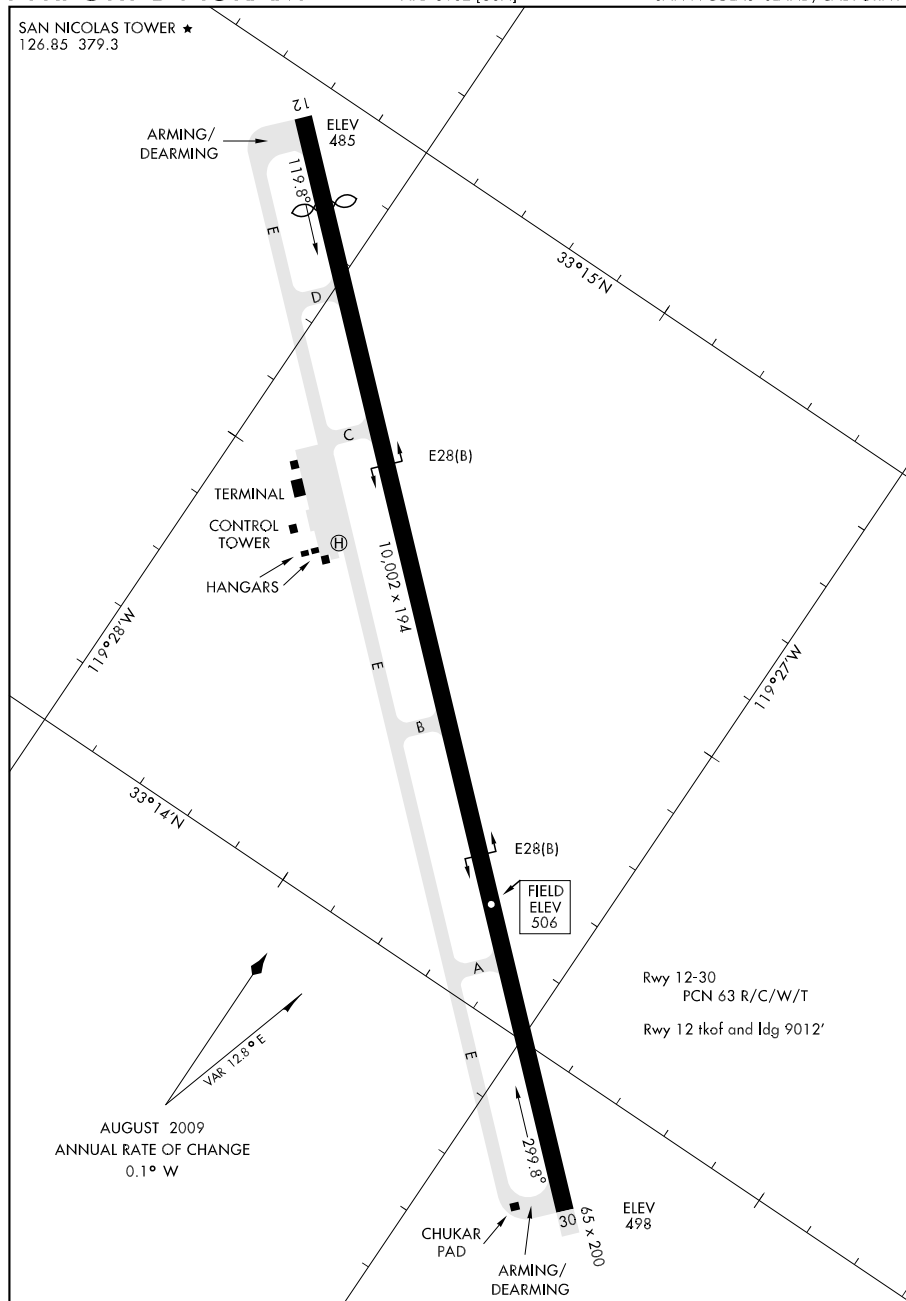 SAN NICOLAS TOWER ★
126.85 379.3
12
ELEV
485
ARMING/
DEARMING
119.8°
E
33°15'N
D
C
E28(B)
TERMINAL
CONTROL
TOWER
H
10,002 x 194
HANGARS
119°28'W
E
119°27'W
B
33°14'N
E28(B)
FIELD
ELEV
506
A
Rwy 12-30
PCN 63 R/C/W/T
Rwy 12 tkof and ldg 9012'
E
VAR 12.8° E
AUGUST 2009
ANNUAL RATE OF CHANGE
0.1° W
299.8°
30
65 x 200
ELEV
498
CHUKAR
PAD
ARMING/
DEARMING